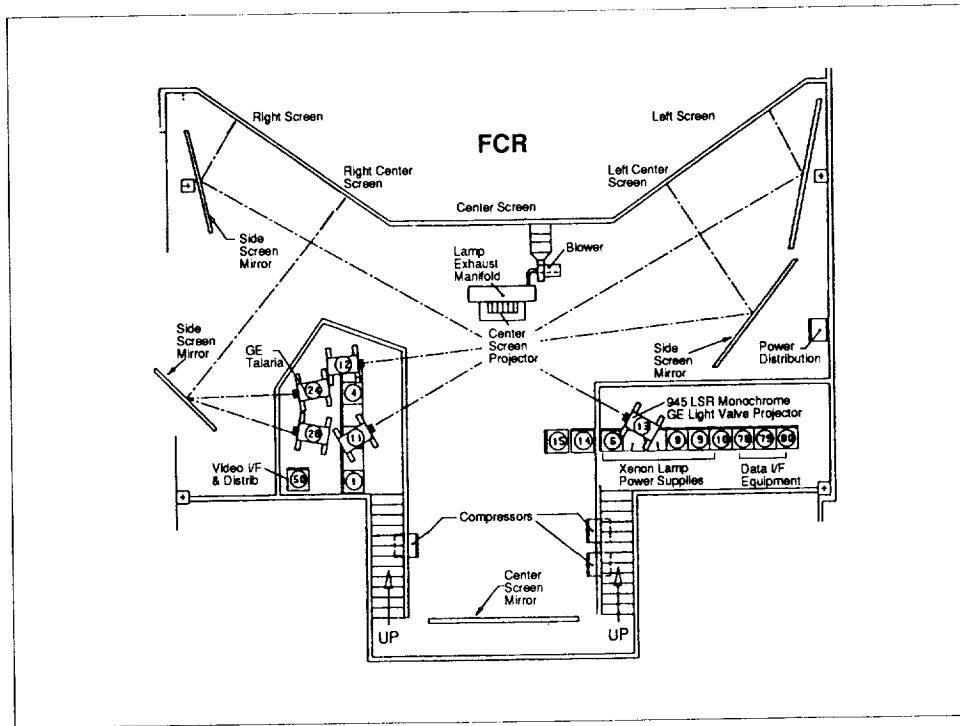 Right Screen
FCR
Left Screen
Right Center
Screen
Left Center
Screen
Center Screen
Side
Screen
Mirror
Lamp
Exhaust
Manifold
Blower
Side
Screen
Mirror
GE
Talaria
Center
Screen
Projector
Side
Screen
Mirror
Power
Distribution
12
24
4
945 LSR Monochrome
GE Light Valve Projector
28
11
13
15
14
9
10
78
79
80
Video I/F
& Distrib
50
Xenon Lamp
Power Supplies
Data I/F
Equipment
Compressors
Center
Screen
Mirror
UP
UP